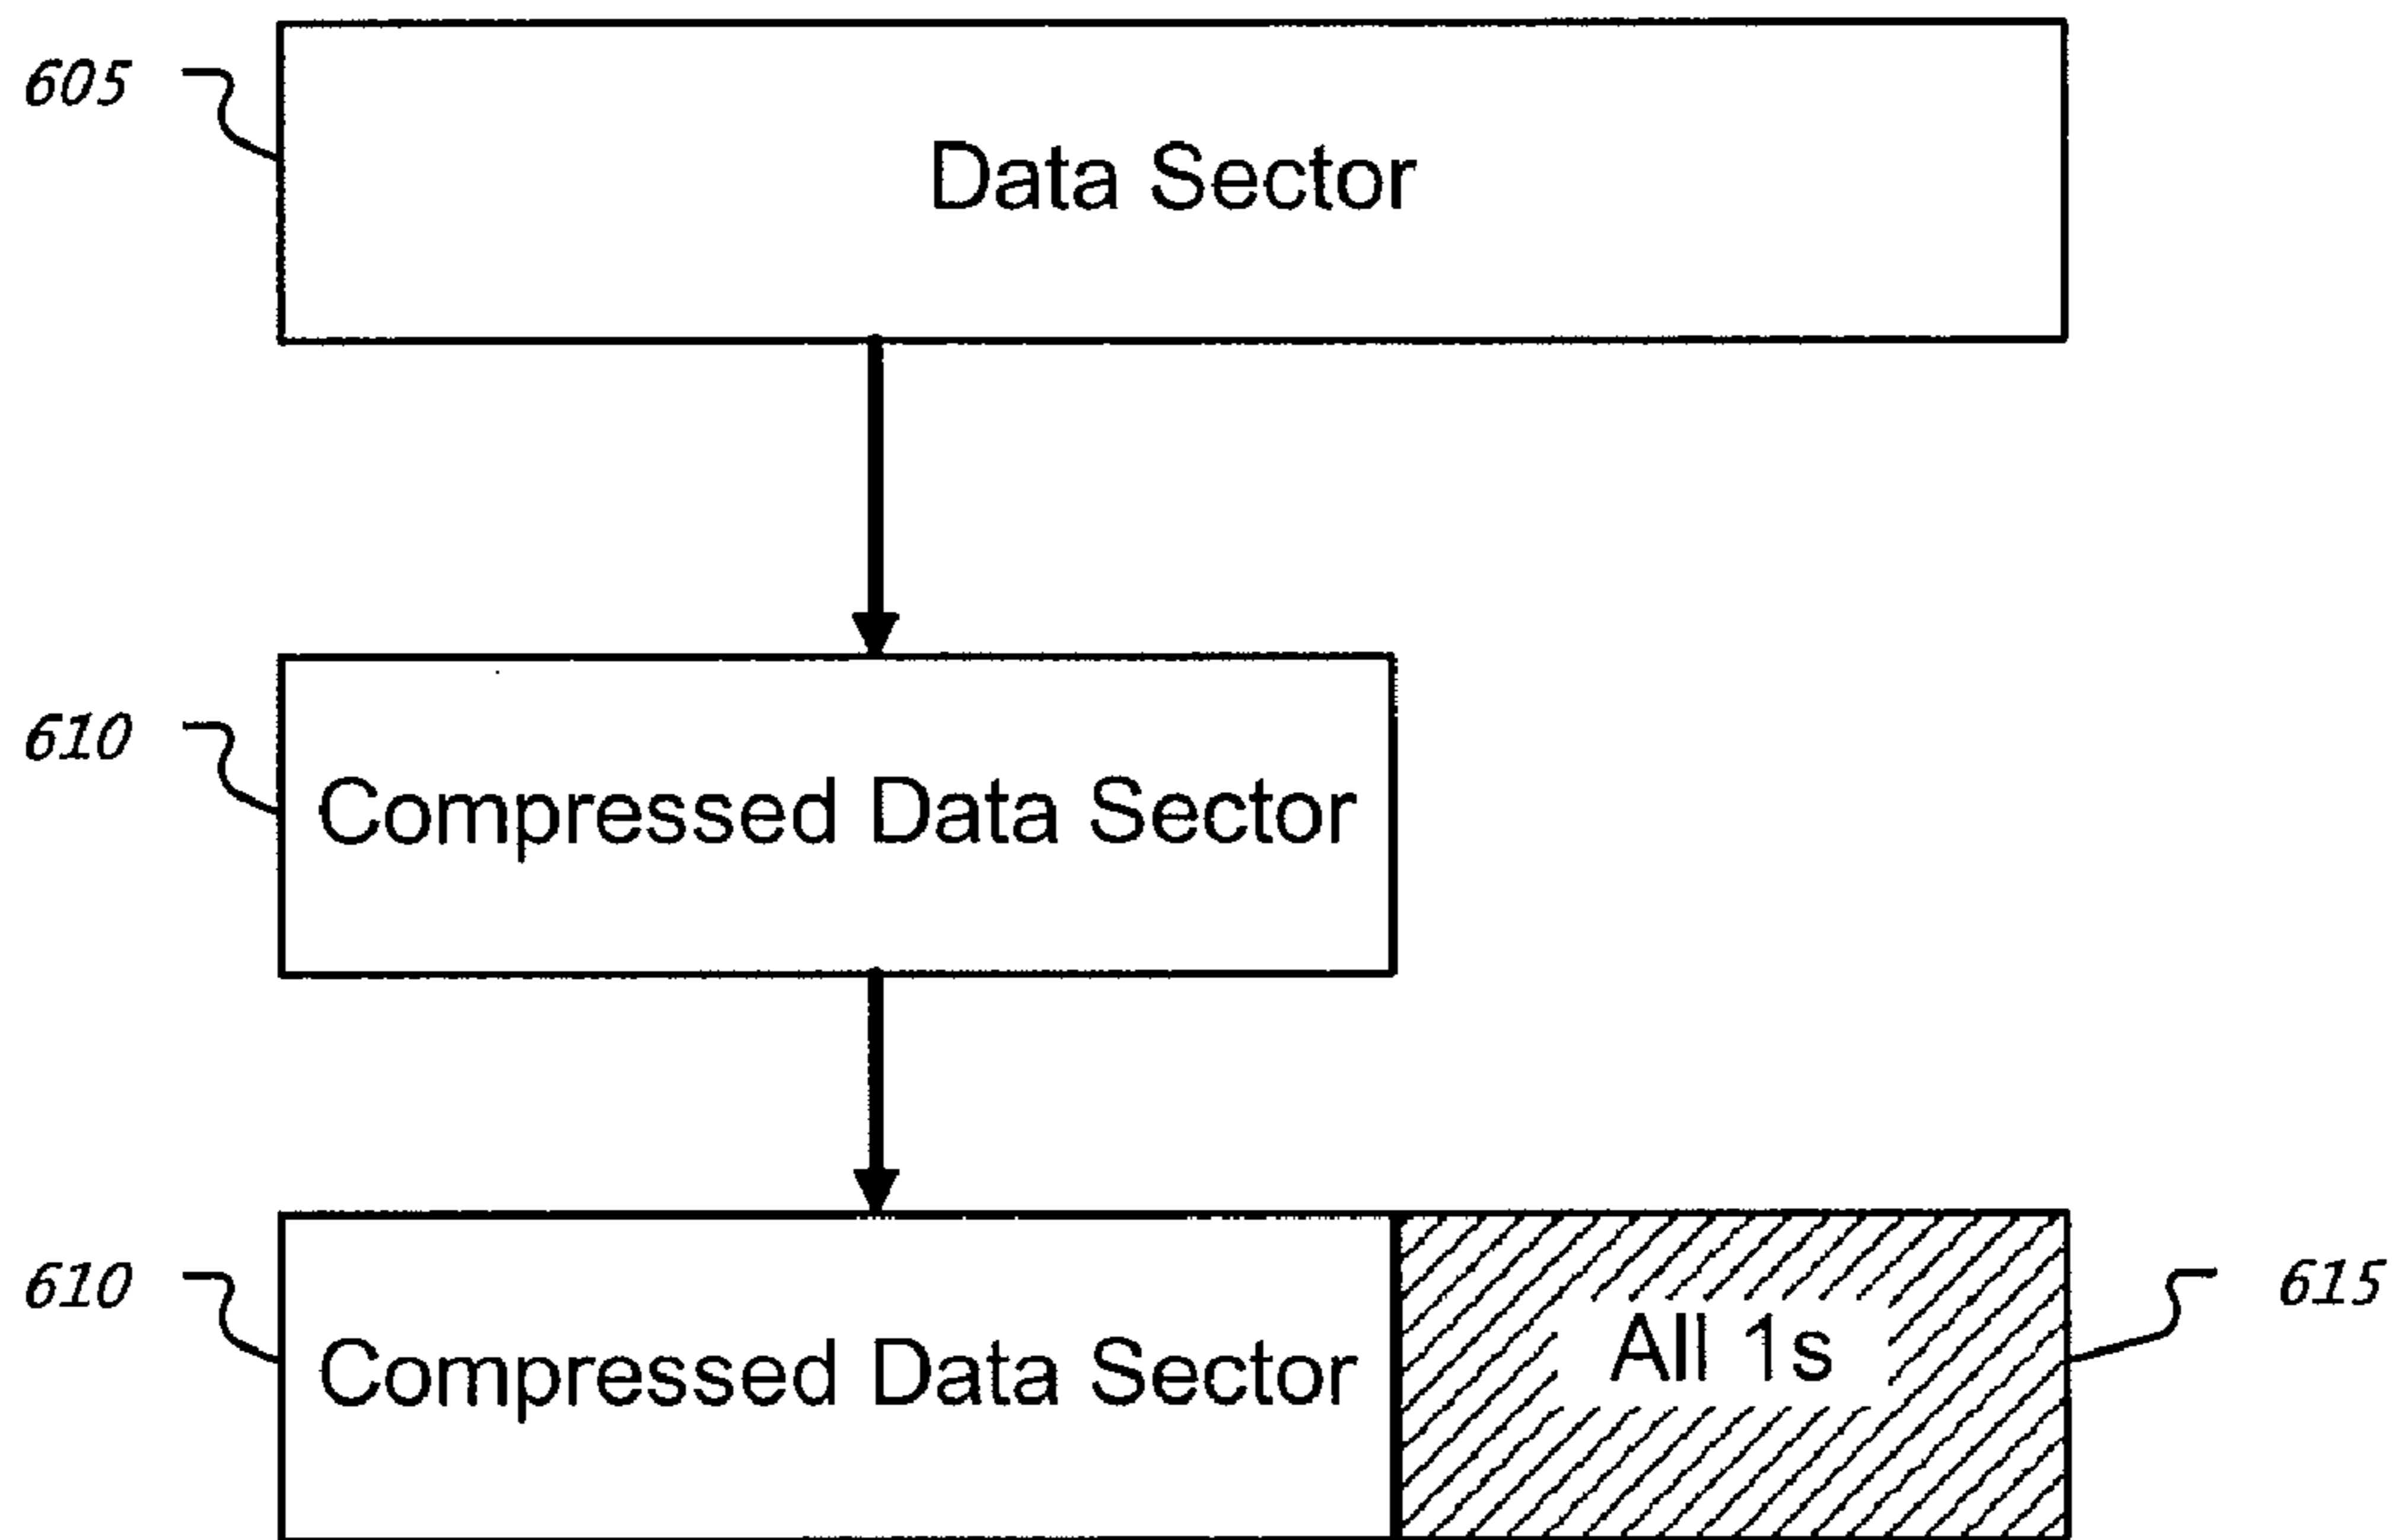 605
Data Sector
610
Compressed Data Sector
610
Compressed Data Sector
All 1s
615